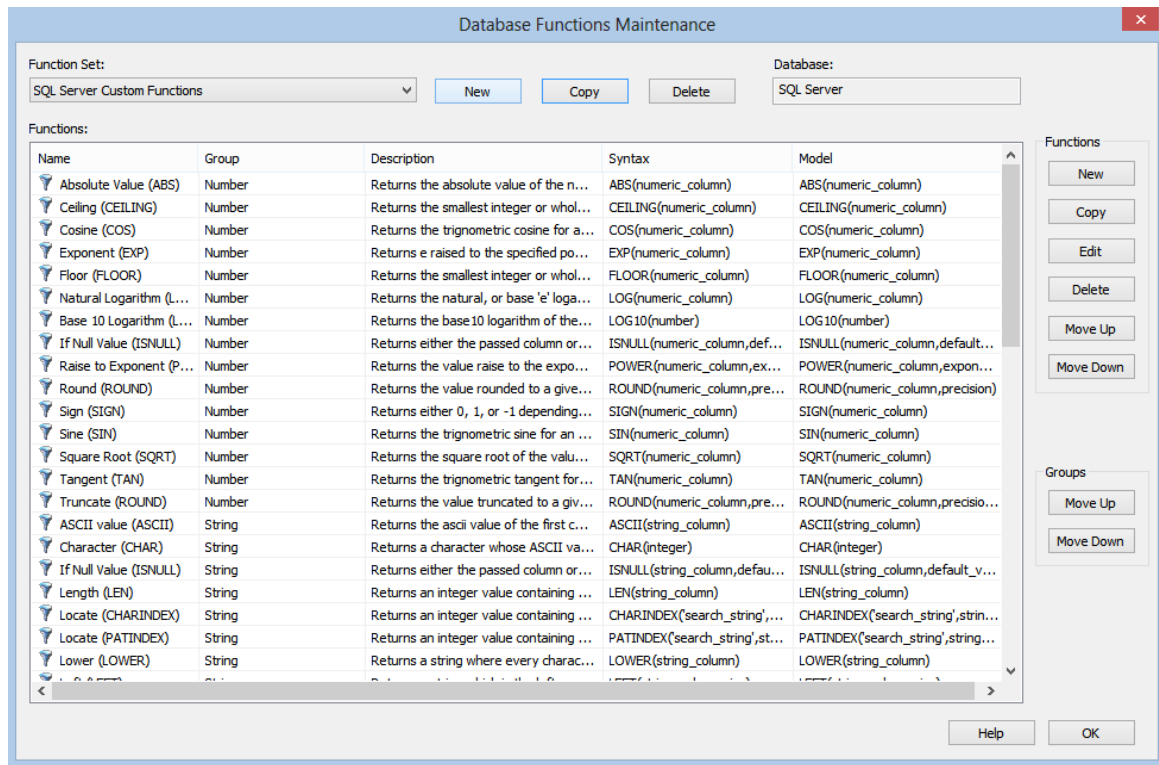 Database Functions Maintenance
Function Set:
Database:
SQL Server Custom Functions
New
Copy
Delete
SQL Server
Functions:
Name Group Description Syntax Model
Absolute Value (ABS) Number Returns the absolute value of the n... ABS(numeric_column) ABS(numeric_column)
Ceiling (CEILING) Number Returns the smallest integer or whol... CEILING(numeric_column) CEILING(numeric_column)
Cosine (COS) Number Returns the trignometric cosine for a... COS(numeric_column) COS(numeric_column)
Exponent (EXP) Number Returns e raised to the specified po... EXP(numeric_column) EXP(numeric_column)
Floor (FLOOR) Number Returns the smallest integer or whol... FLOOR(numeric_column) FLOOR(numeric_column)
Natural Logarithm (L... Number Returns the natural, or base 'e' loga... LOG(numeric_column) LOG(numeric_column)
Base 10 Logarithm (L... Number Returns the base10 logarithm of the... LOG10(number) LOG10(number)
If Null Value (ISNULL) Number Returns either the passed column or... ISNULL(numeric_column,def... ISNULL(numeric_column,default...
Raise to Exponent (P... Number Returns the value raise to the expo... POWER(numeric_column,ex... POWER(numeric_column,expon...
Round (ROUND) Number Returns the value rounded to a give... ROUND(numeric_column,pre... ROUND(numeric_column,precision)
Sign (SIGN) Number Returns either 0, 1, or -1 depending... SIGN(numeric_column) SIGN(numeric_column)
Sine (SIN) Number Returns the trignometric sine for an ... SIN(numeric_column) SIN(numeric_column)
Square Root (SQRT) Number Returns the square root of the valu... SQRT(numeric_column) SQRT(numeric_column)
Tangent (TAN) Number Returns the trignometric tangent for... TAN(numeric_column) TAN(numeric_column)
Truncate (ROUND) Number Returns the value truncated to a giv... ROUND(numeric_column,pre... ROUND(numeric_column,precisio...
ASCII value (ASCII) String Returns the ascii value of the first c... ASCII(string_column) ASCII(string_column)
Character (CHAR) String Returns a character whose ASCII va... CHAR(integer) CHAR(integer)
If Null Value (ISNULL) String Returns either the passed column or... ISNULL(string_column,defau... ISNULL(string_column,default_v...
Length (LEN) String Returns an integer value containing ... LEN(string_column) LEN(string_column)
Locate (CHARINDEX) String Returns an integer value containing ... CHARINDEX('search_string',... CHARINDEX('search_string',strin...
Locate (PATINDEX) String Returns an integer value containing ... PATINDEX('search_string',st... PATINDEX('search_string',string...
Lower (LOWER) String Returns a string where every charac... LOWER(string_column) LOWER(string_column)
Functions
New
Copy
Edit
Delete
Move Up
Move Down
Groups
Move Up
Move Down
Help
OK